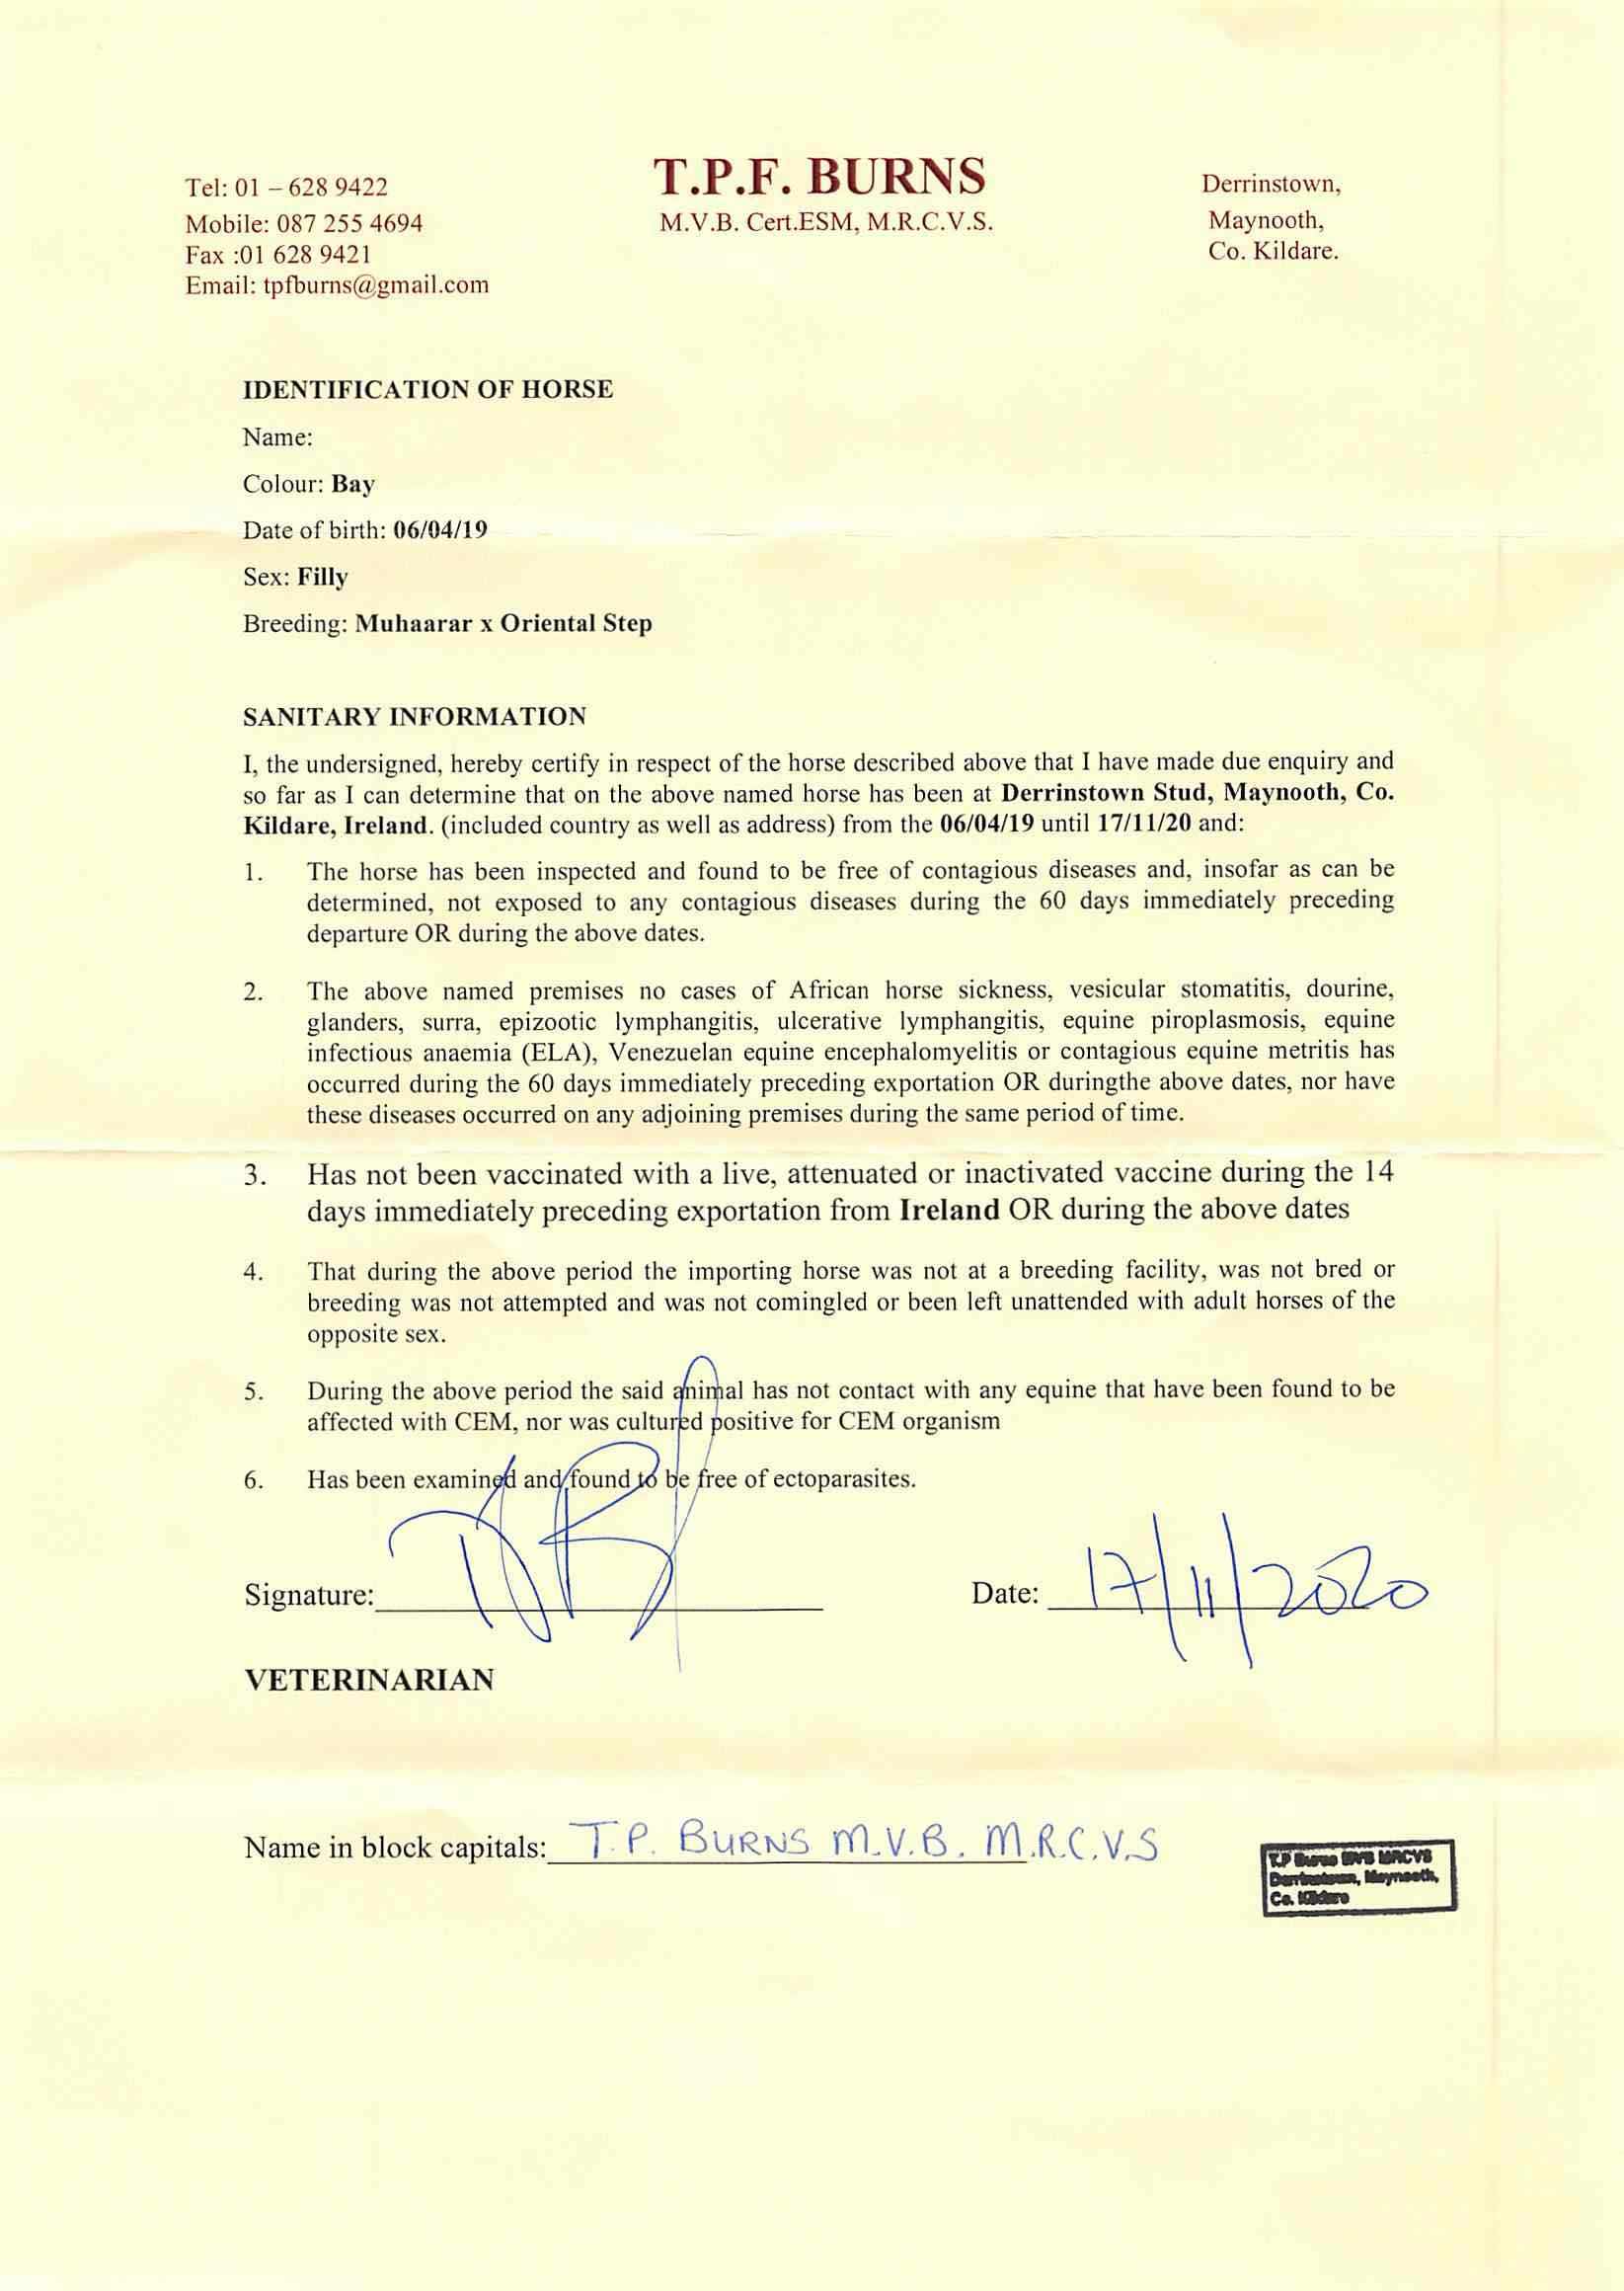 T.P.F. BURNS
M.V.B. Cert.ESM, M.R.C.V.S.
Tel: 01 – 628 9422
Mobile: 087 255 4694
Fax :01 628 9421
Email: tpfburns@gmail.com
Derrinstown,
Maynooth,
Co. Kildare.
IDENTIFICATION OF HORSE
Name:
Colour: Bay
Date of birth: 06/04/19
Sex: Filly
Breeding: Muhaarar x Oriental Step
SANITARY INFORMATION
I, the undersigned, hereby certify in respect of the horse described above that I have made due enquiry and
so far as I can determine that on the above named horse has been at Derrinstown Stud, Maynooth, Co.
Kildare, Ireland. (included country as well as address) from the 06/04/19 until 17/11/20 and:
1. The horse has been inspected and found to be free of contagious diseases and, insofar as can be
determined, not exposed to any contagious diseases during the 60 days immediately preceding
departure OR during the above dates.
2. The above named premises no cases of African horse sickness, vesicular stomatitis, dourine,
glanders, surra, epizootic lymphangitis, ulcerative lymphangitis, equine piroplasmosis, equine
infectious anaemia (ELA), Venezuelan equine encephalomyelitis or contagious equine metritis has
occurred during the 60 days immediately preceding exportation OR duringthe above dates, nor have
these diseases occurred on any adjoining premises during the same period of time.
3. Has not been vaccinated with a live, attenuated or inactivated vaccine during the 14
days immediately preceding exportation from Ireland OR during the above dates
4. That during the above period the importing horse was not at a breeding facility, was not bred or
breeding was not attempted and was not comingled or been left unattended with adult horses of the
opposite sex.
5. During the above period the said animal has not contact with any equine that have been found to be
affected with CEM, nor was cultured positive for CEM organism
6. Has been examined and found to be free of ectoparasites.
Signature:
Date: 17/11/2020
VETERINARIAN
Name in block capitals: T.P. BURNS M.V.B. M.R.C.V.S
T.P Burns MVB MRCVS
Derrinstown, Maynooth,
Co. Kildare